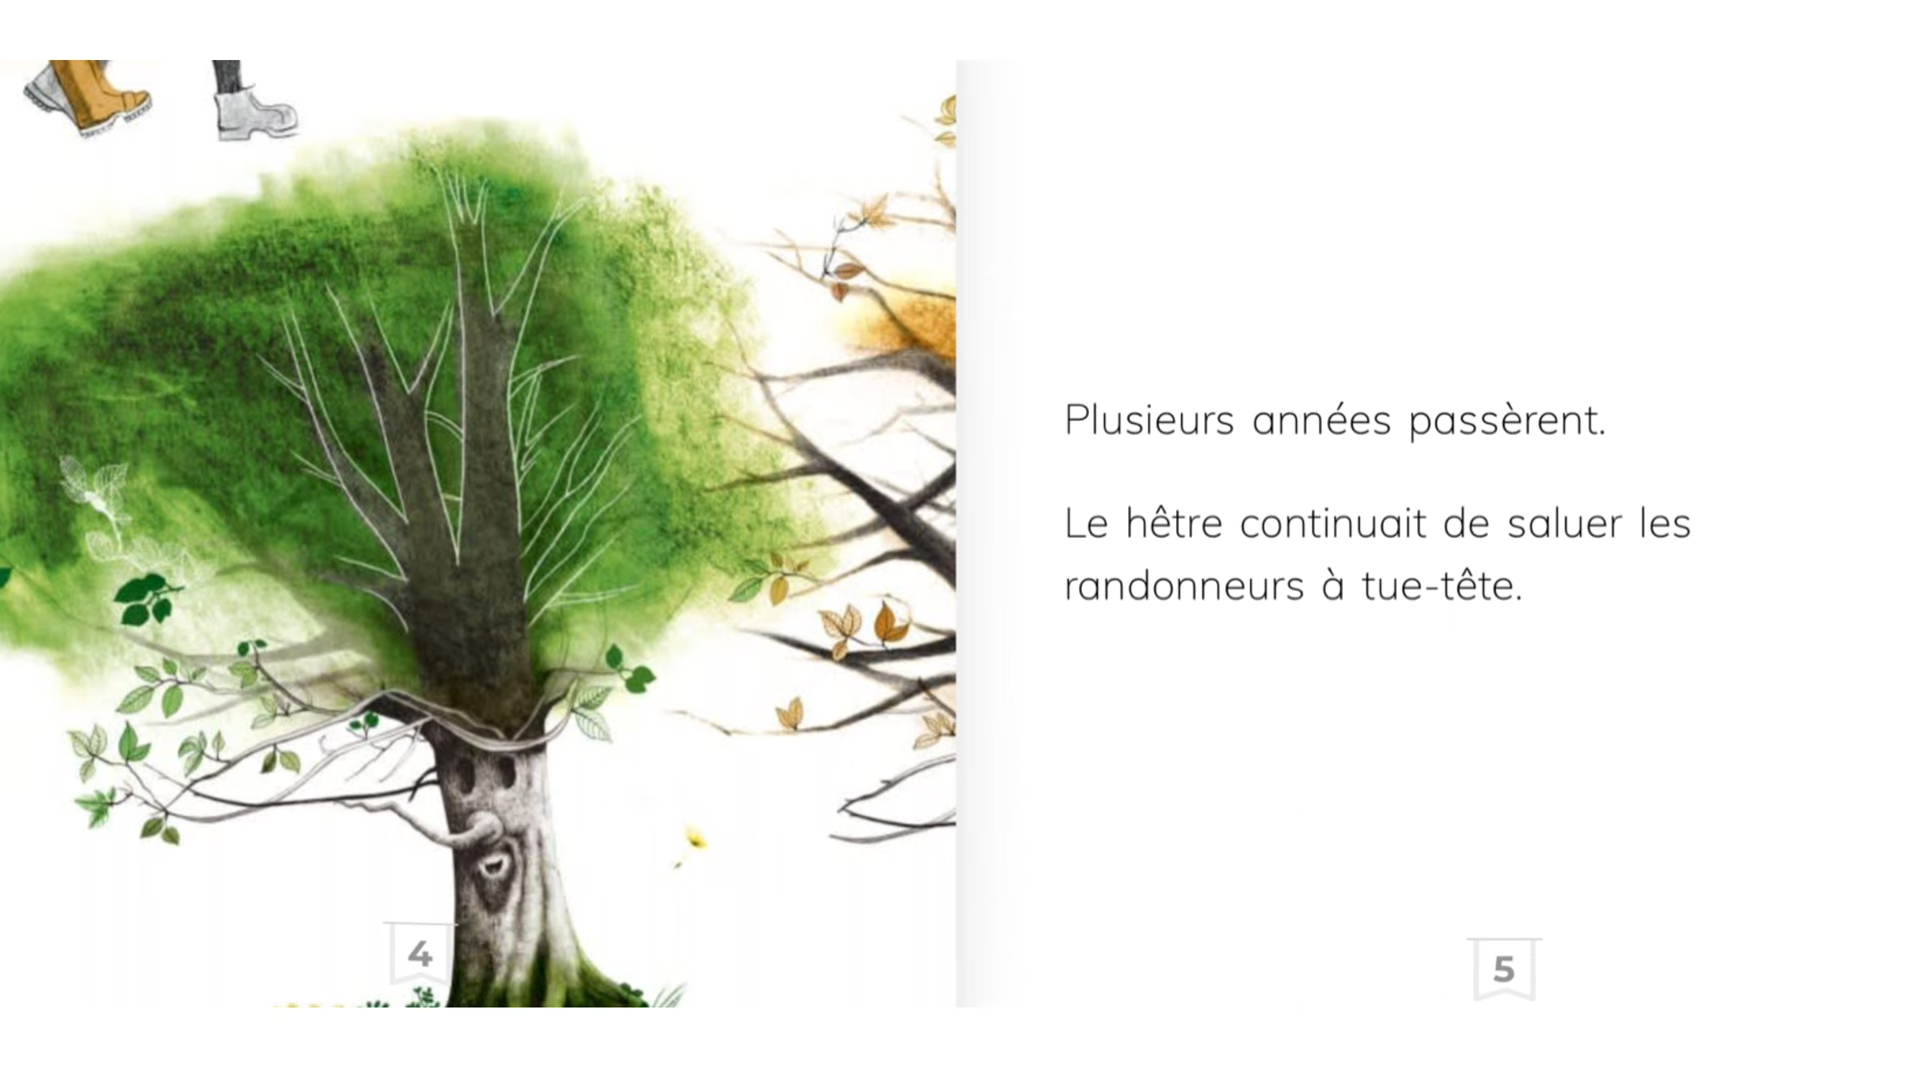 4
Plusieurs années passèrent.
Le hêtre continuait de saluer les
randonneurs à tue-tête.
5